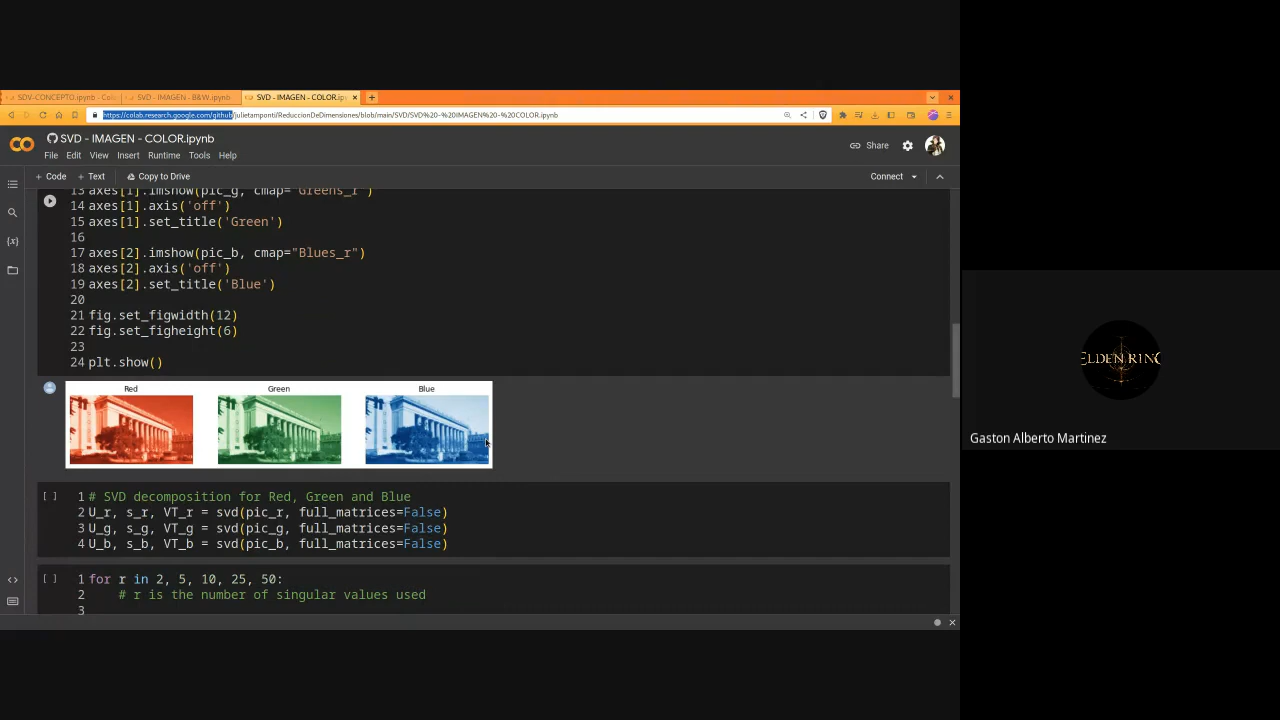 SDV-CONCEPTO.ipynb - Col
SVD - IMAGEN - B&W.ipynb
SVD - IMAGEN - COLOR.ip
https://colab.research.google.com/github/julietamponti/ReduccionDeDimensiones/blob/main/SVD/SVD%20-%20IMAGEN%20-%20COLOR.ipynb
SVD - IMAGEN - COLOR.ipynb
Share
File Edit View Insert Runtime Tools Help
+ Code + Text Copy to Drive
Connect
13 axes[1].imshow(pic_g, cmap="Greens_r")
14 axes[1].axis('off')
15 axes[1].set_title('Green')
16
17 axes[2].imshow(pic_b, cmap="Blues_r")
18 axes[2].axis('off')
19 axes[2].set_title('Blue')
20
21 fig.set_figwidth(12)
22 fig.set_figheight(6)
23
24 plt.show()
Red Green Blue
[ ] 1 # SVD decomposition for Red, Green and Blue
2 U_r, s_r, VT_r = svd(pic_r, full_matrices=False)
3 U_g, s_g, VT_g = svd(pic_g, full_matrices=False)
4 U_b, s_b, VT_b = svd(pic_b, full_matrices=False)
[ ] 1 for r in 2, 5, 10, 25, 50:
2 # r is the number of singular values used
3
ELDEN RING
Gaston Alberto Martinez